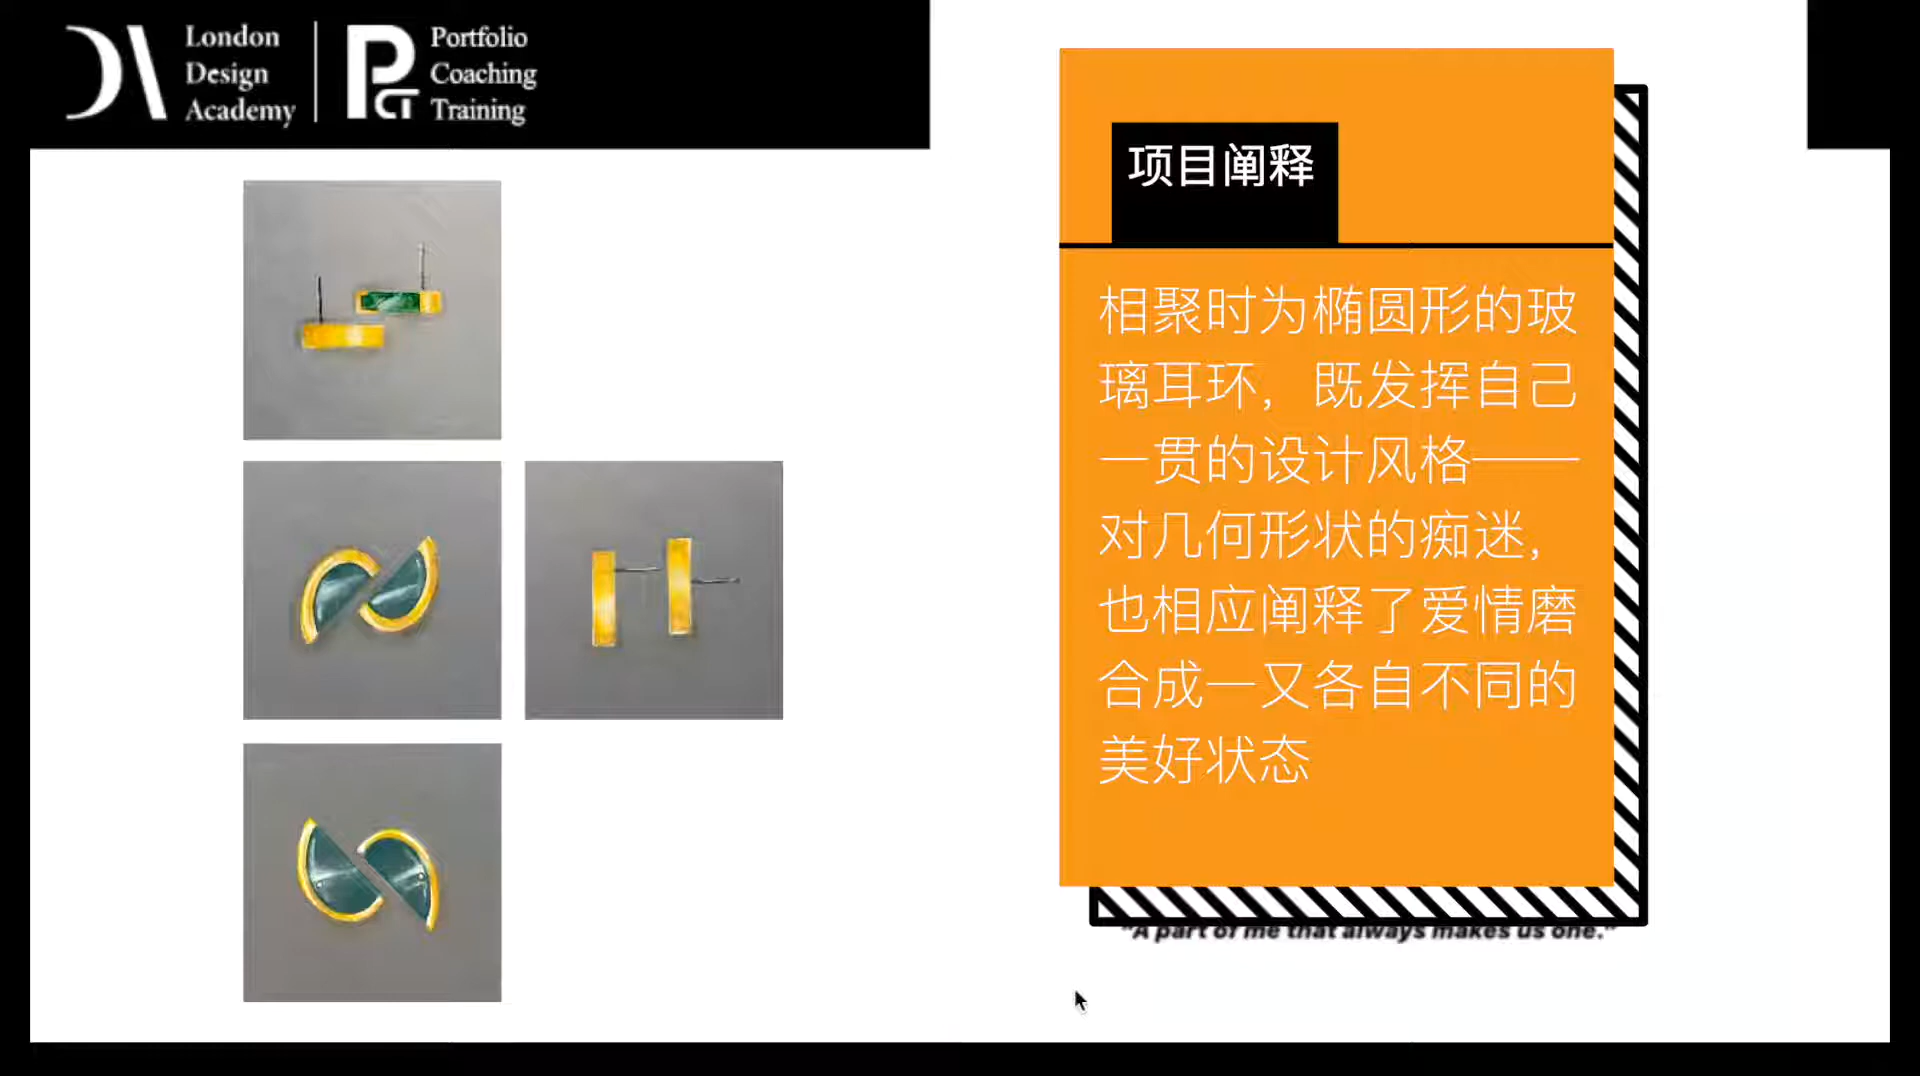 London
Design
Academy
Portfolio
Coaching
Training
项目阐释
相聚时为椭圆形的玻
璃耳环，既发挥自己
一贯的设计风格——
对几何形状的痴迷，
也相应阐释了爱情磨
合成一又各自不同的
美好状态
"A part of me that always makes us one."